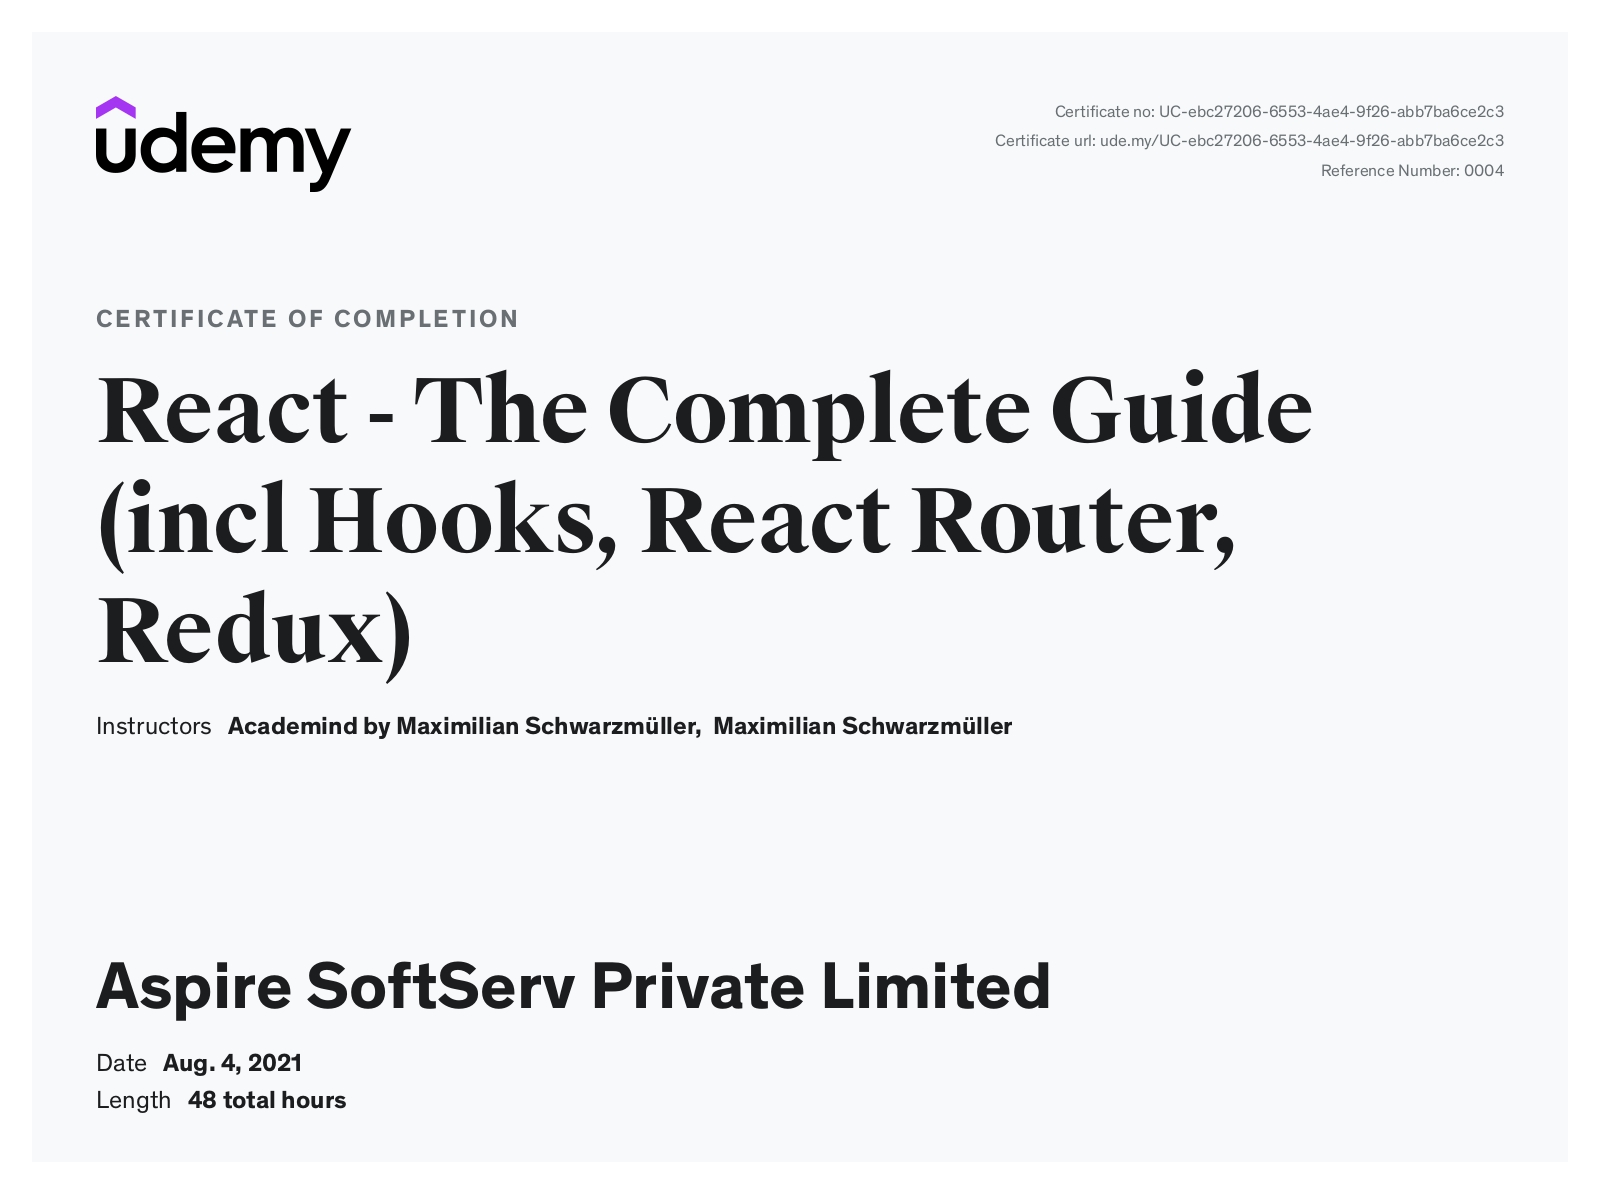 udemy
Certificate no: UC-ebc27206-6553-4ae4-9f26-abb7ba6ce2c3
Certificate url: ude.my/UC-ebc27206-6553-4ae4-9f26-abb7ba6ce2c3
Reference Number: 0004
CERTIFICATE OF COMPLETION
React - The Complete Guide
(incl Hooks, React Router,
Redux)
Instructors Academind by Maximilian Schwarzmüller, Maximilian Schwarzmüller
Aspire SoftServ Private Limited
Date Aug. 4, 2021
Length 48 total hours